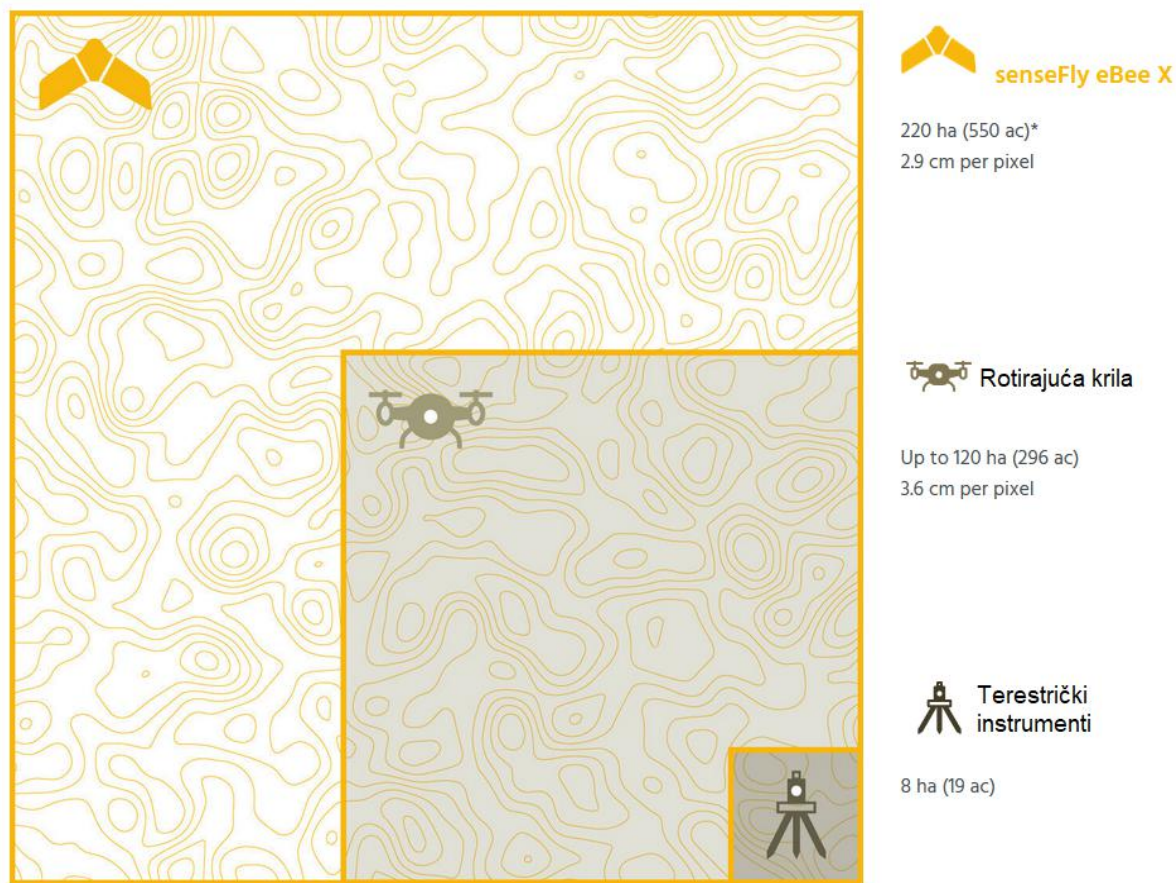 senseFly eBee X
220 ha (550 ac)*
2.9 cm per pixel
Rotirajuća krila
Up to 120 ha (296 ac)
3.6 cm per pixel
Terestrički
instrumenti
8 ha (19 ac)